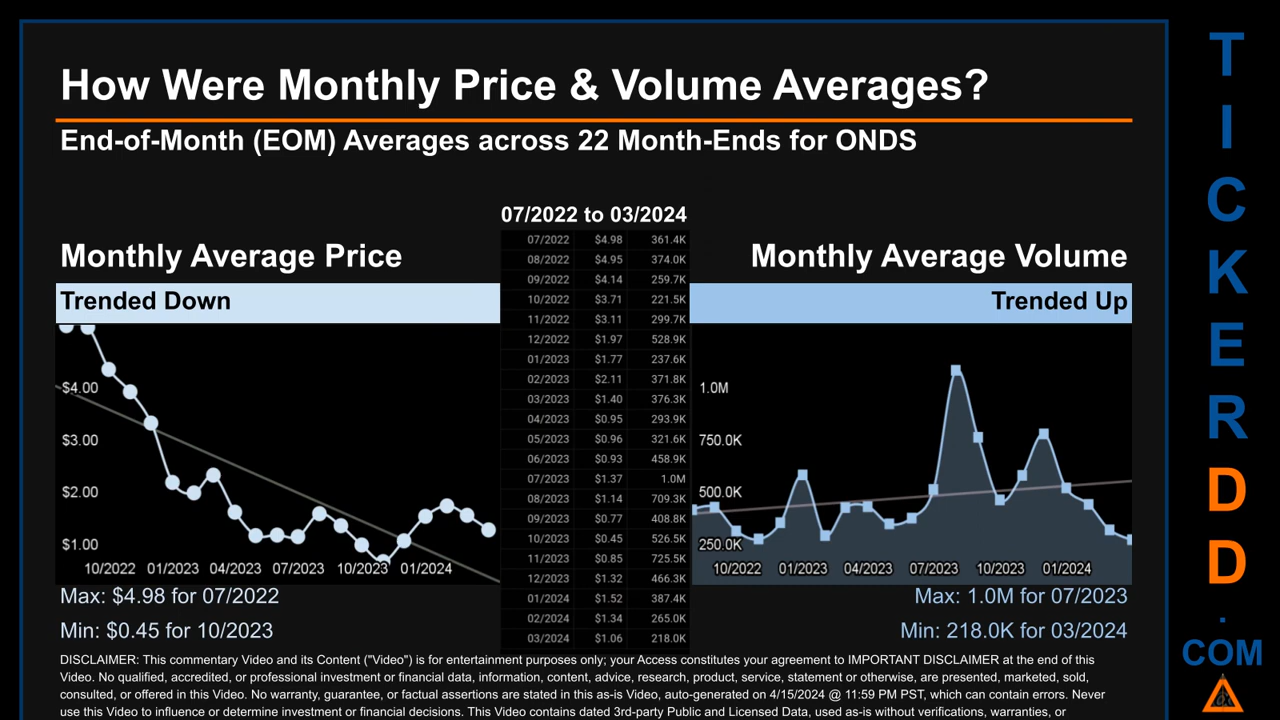 How Were Monthly Price & Volume Averages?
End-of-Month (EOM) Averages across 22 Month-Ends for ONDS
07/2022 to 03/2024
Monthly Average Price
Trended Down
$4.00
$3.00
$2.00
$1.00
10/2022 01/2023 04/2023 07/2023 10/2023 01/2024
Max: $4.98 for 07/2022
Min: $0.45 for 10/2023
07/2022 $4.98 361.4K
08/2022 $4.95 374.0K
09/2022 $4.14 259.7K
10/2022 $3.71 221.5K
11/2022 $3.11 299.7K
12/2022 $1.97 528.9K
01/2023 $1.77 237.6K
02/2023 $2.11 371.8K
03/2023 $1.40 376.3K
04/2023 $0.95 293.9K
05/2023 $0.96 321.6K
06/2023 $0.93 458.9K
07/2023 $1.37 1.0M
08/2023 $1.14 709.3K
09/2023 $0.77 408.8K
10/2023 $0.45 526.5K
11/2023 $0.85 725.5K
12/2023 $1.32 466.3K
01/2024 $1.52 387.4K
02/2024 $1.34 265.0K
03/2024 $1.06 218.0K
Monthly Average Volume
Trended Up
1.0M
750.0K
500.0K
250.0K
10/2022 01/2023 04/2023 07/2023 10/2023 01/2024
Max: 1.0M for 07/2023
Min: 218.0K for 03/2024
DISCLAIMER: This commentary Video and its Content ("Video") is for entertainment purposes only; your Access constitutes your agreement to IMPORTANT DISCLAIMER at the end of this
Video. No qualified, accredited, or professional investment or financial data, information, content, advice, research, product, service, statement or otherwise, are presented, marketed, sold,
consulted, or offered in this Video. No warranty, guarantee, or factual assertions are stated in this as-is Video, auto-generated on 4/15/2024 @ 11:59 PM PST, which can contain errors. Never
use this Video to influence or determine investment or financial decisions. This Video contains dated 3rd-party Public and Licensed Data, used as-is without verifications, warranties, or
T
I
C
K
E
R
D
D
.
COM